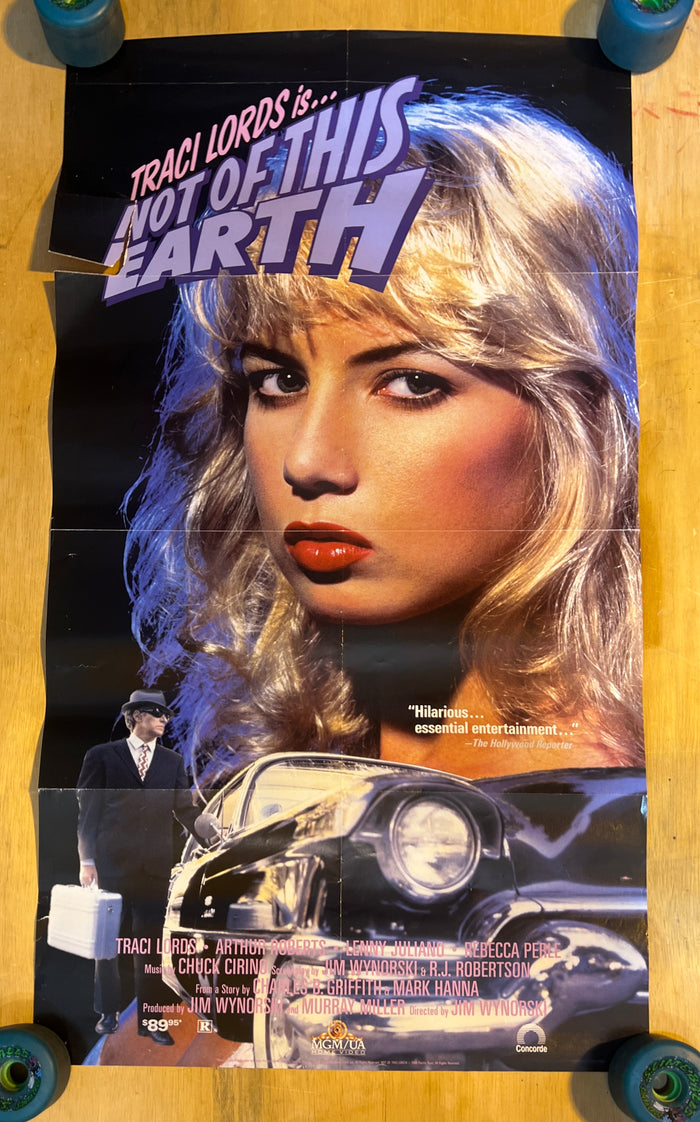 TRACI LORDS is...
NOT OF THIS
EARTH
"Hilarious...
essential entertainment..."
—The Hollywood Reporter
TRACI LORDS • ARTHUR ROBERTS • LENNY JULIANO • REBECCA PERLE
Music by CHUCK CIRINO Screenplay by JIM WYNORSKI & R.J. ROBERTSON
From a Story by CHARLES B. GRIFFITH & MARK HANNA
Produced by JIM WYNORSKI and MURRAY MILLER Directed by JIM WYNORSKI
$89.95*
R
MGM/UA
HOME VIDEO
Concorde